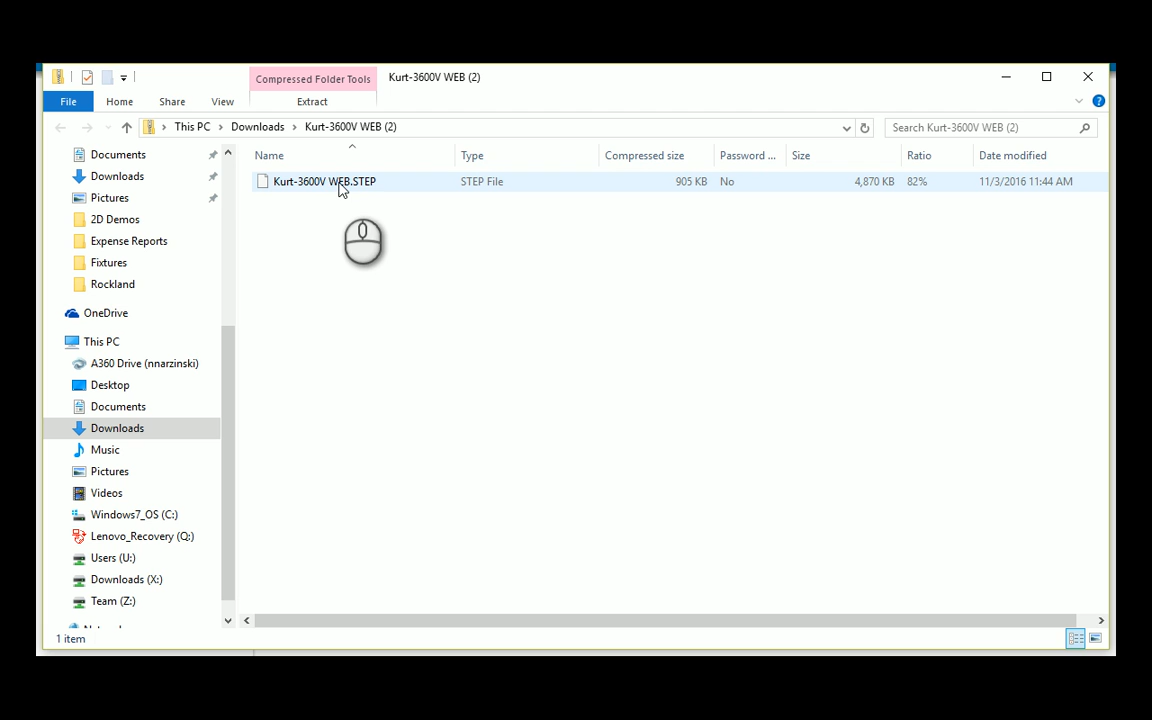 Compressed Folder Tools
Kurt-3600V WEB (2)
File
Home
Share
View
Extract
This PC
Downloads
Kurt-3600V WEB (2)
Search Kurt-3600V WEB (2)
Name
Type
Compressed size
Password ...
Size
Ratio
Date modified
Kurt-3600V WEB.STEP
STEP File
905 KB
No
4,870 KB
82%
11/3/2016 11:44 AM
Documents
Downloads
Pictures
2D Demos
Expense Reports
Fixtures
Rockland
OneDrive
This PC
A360 Drive (nnarzinski)
Desktop
Documents
Downloads
Music
Pictures
Videos
Windows7_OS (C:)
Lenovo_Recovery (Q:)
Users (U:)
Downloads (X:)
Team (Z:)
1 item